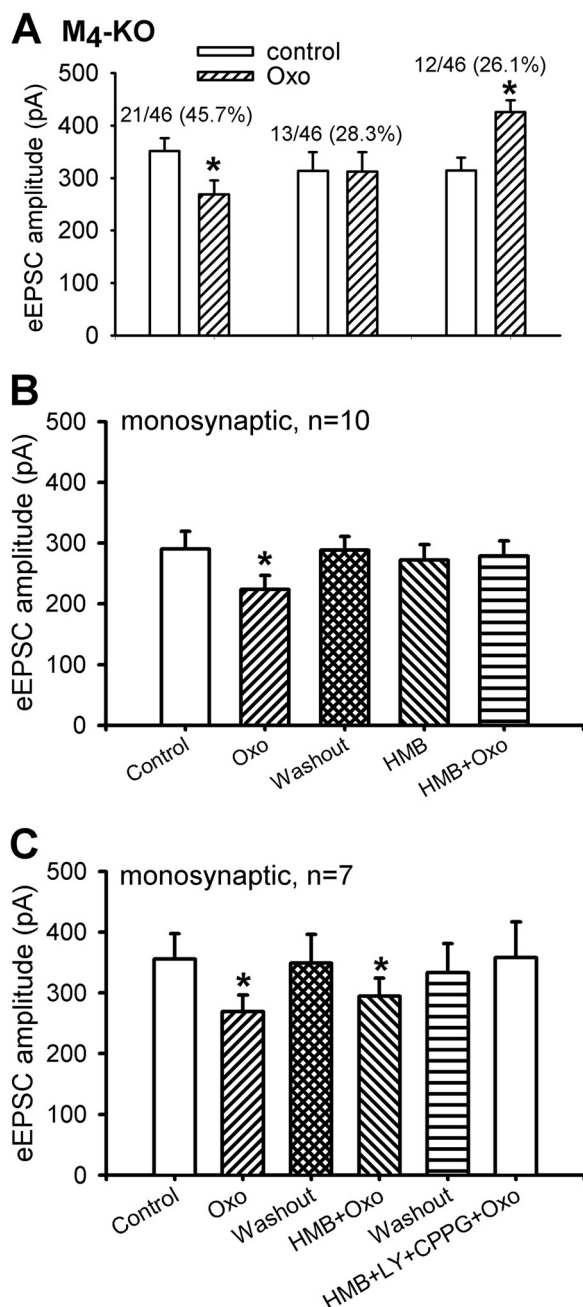 A M₄-KO
control
Oxo
21/46 (45.7%)
13/46 (28.3%)
12/46 (26.1%)
*
*
eEPSC amplitude (pA)
500
400
300
200
100
0
B
monosynaptic, n=10
*
eEPSC amplitude (pA)
500
400
300
200
100
0
Control
Oxo
Washout
HMB
HMB+Oxo
C
monosynaptic, n=7
*
*
eEPSC amplitude (pA)
500
400
300
200
100
0
Control
Oxo
Washout
HMB+Oxo
Washout
HMB+LY+CPPG+Oxo